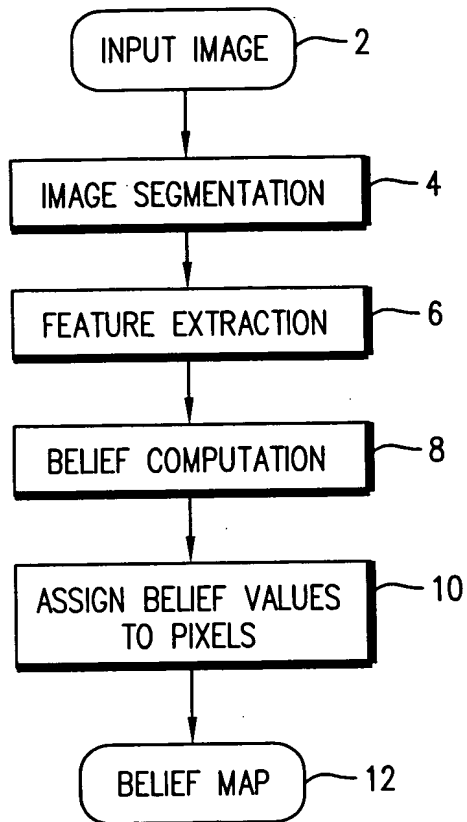 INPUT IMAGE 2
IMAGE SEGMENTATION 4
FEATURE EXTRACTION 6
BELIEF COMPUTATION 8
ASSIGN BELIEF VALUES 10
TO PIXELS
BELIEF MAP 12